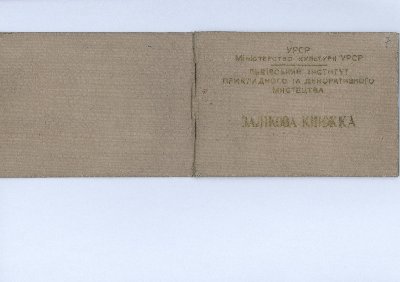 УРСР
Міністерство культури УРСР
Львівський інститут
прикладного та декоративного
мистецтва
ЗАЛІКОВА КНИЖКА